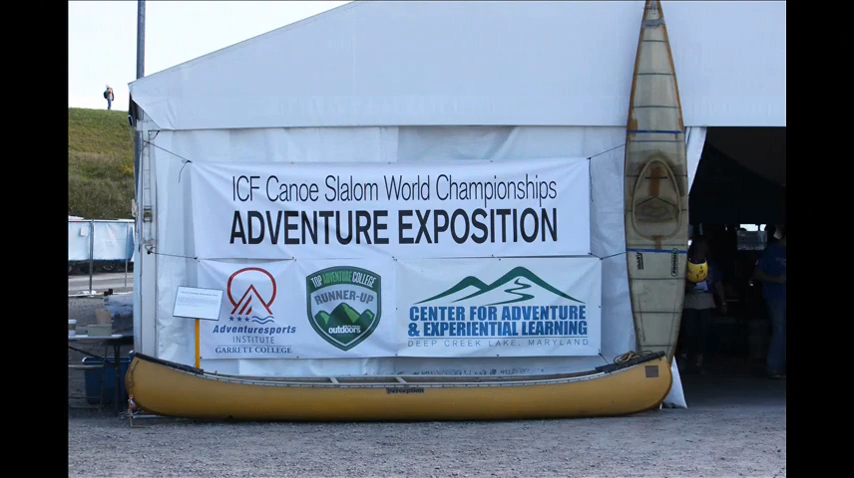 ICF Canoe Slalom World Championships
ADVENTURE EXPOSITION
Adventuresports
INSTITUTE
GARRETT COLLEGE
TOP ADVENTURE COLLEGE
RUNNER-UP
outdoors
CENTER FOR ADVENTURE
& EXPERIENTIAL LEARNING
DEEP CREEK LAKE, MARYLAND
perception